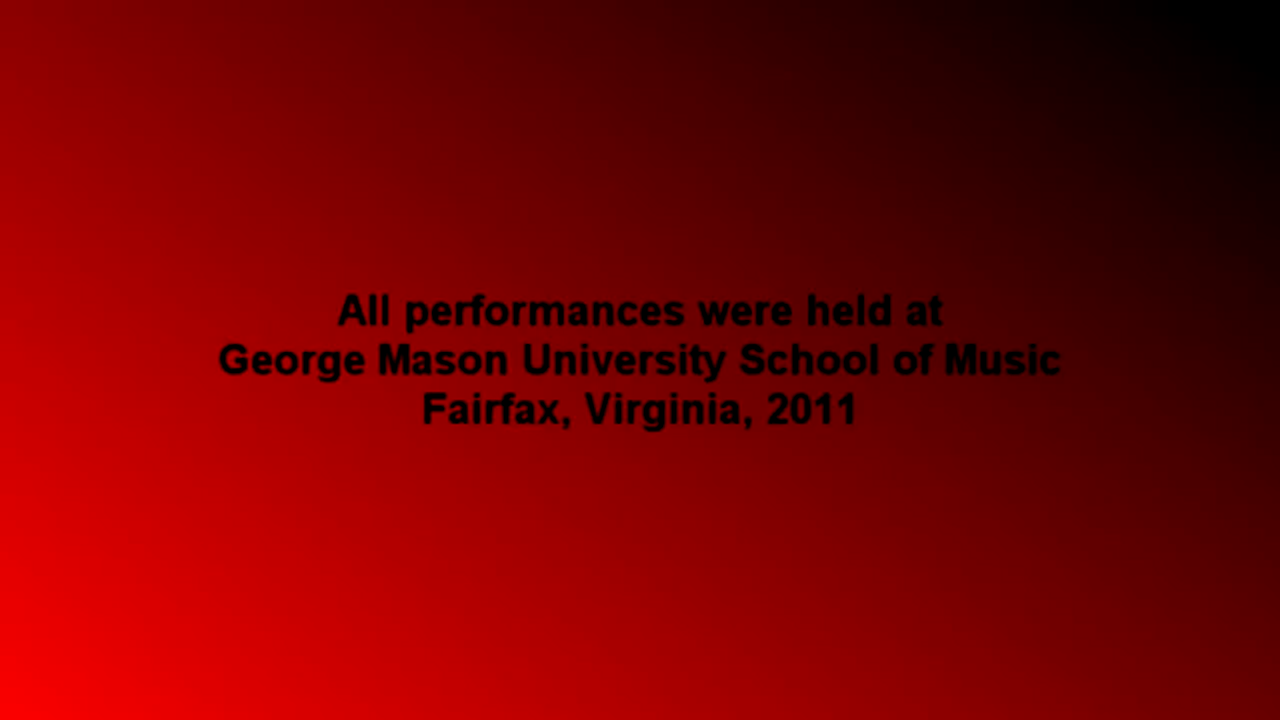 All performances were held at
George Mason University School of Music
Fairfax, Virginia, 2011